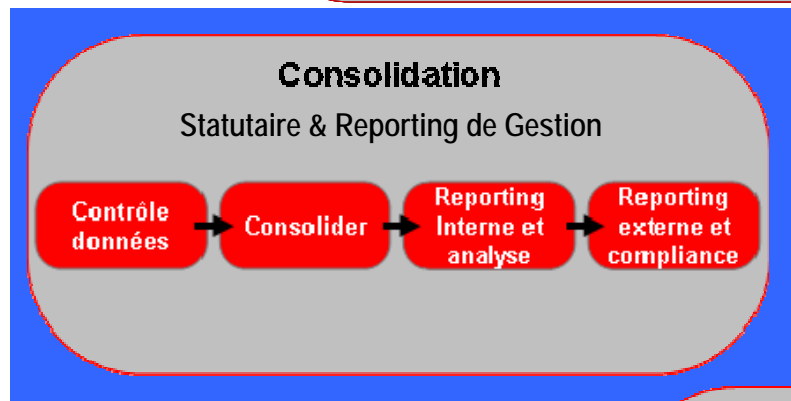 Consolidation
Statutaire & Reporting de Gestion
Contrôle
données
Consolider
Reporting
Interne et
analyse
Reporting
externe et
compliance